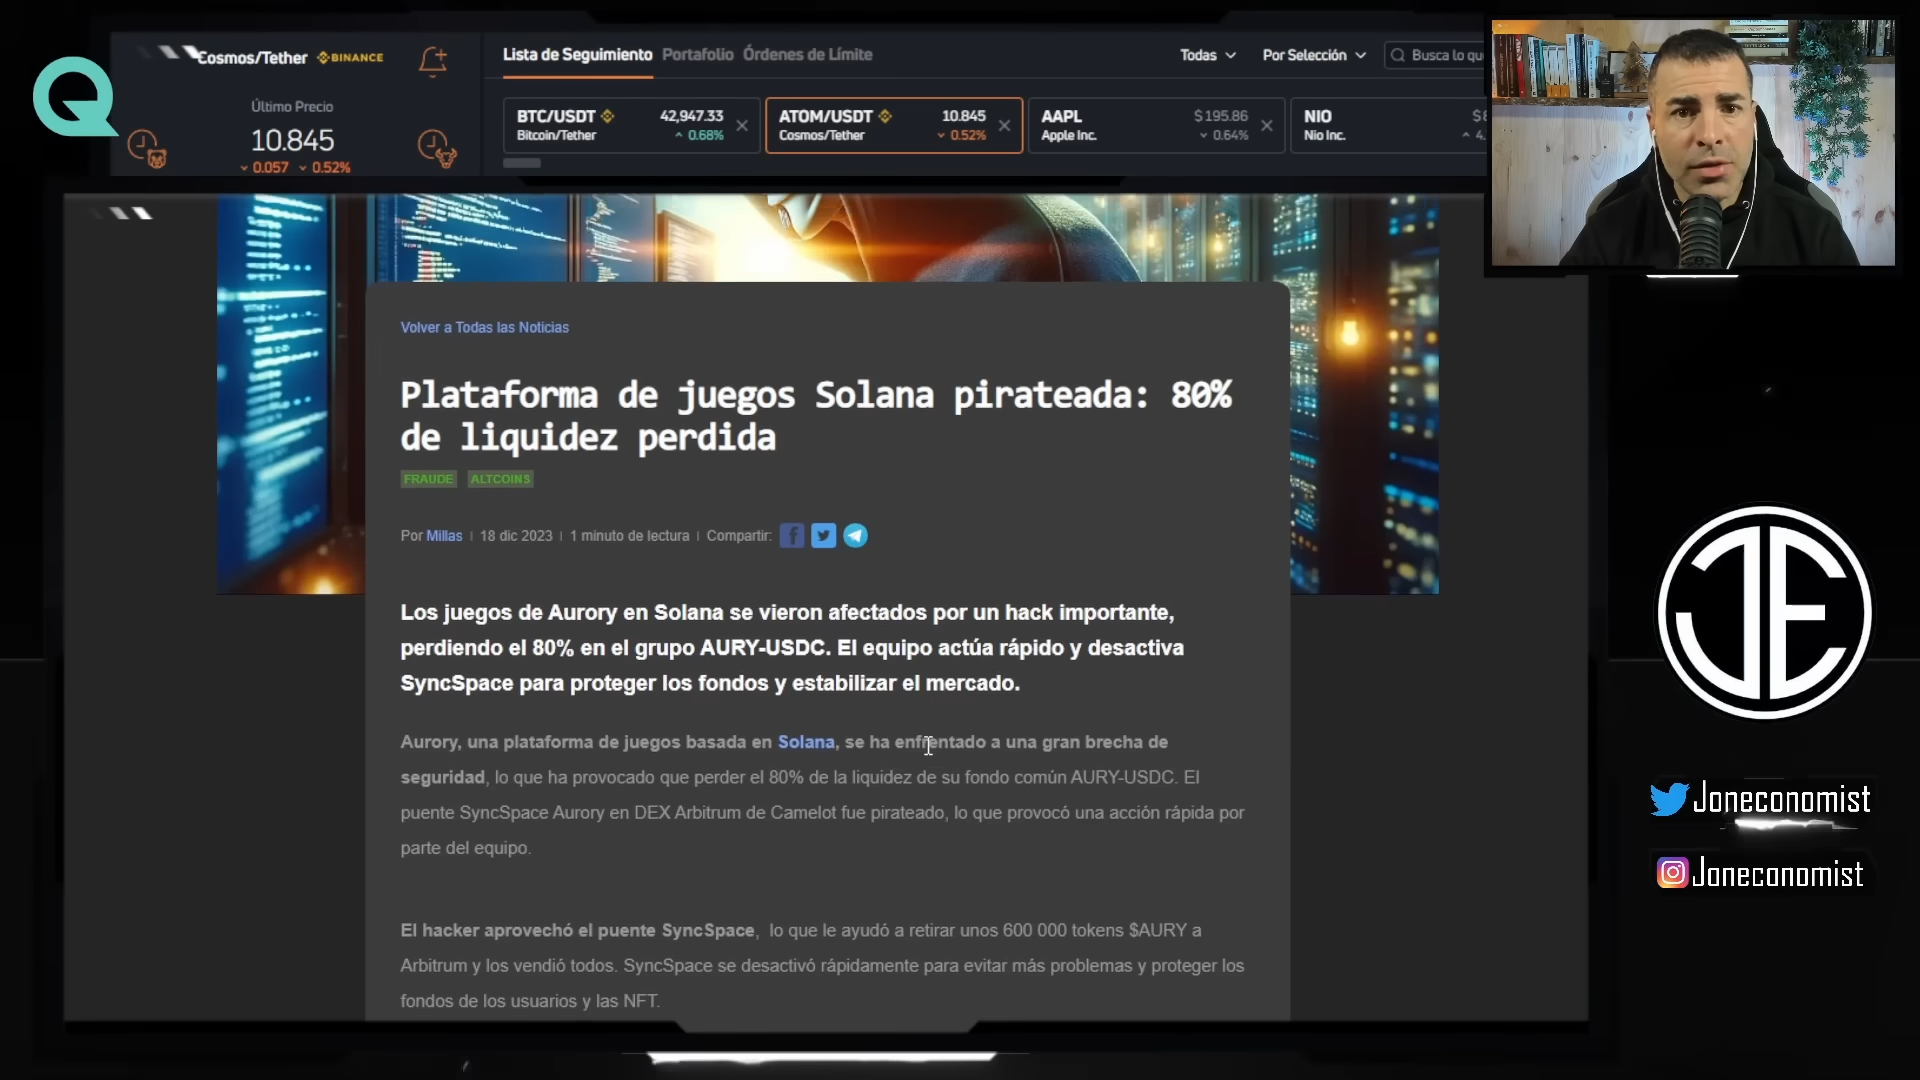 Cosmos/Tether BINANCE
Último Precio
10.845
0.057 0.52%
Lista de Seguimiento Portafolio Órdenes de Límite
Todas Por Selección Busca lo qu
BTC/USDT 42,947.33
Bitcoin/Tether 0.68%
ATOM/USDT 10.845
Cosmos/Tether 0.52%
AAPL $195.86
Apple Inc. 0.64%
NIO
Nio Inc. 4.
Volver a Todas las Noticias
Plataforma de juegos Solana pirateada: 80%
de liquidez perdida
FRAUDE ALTCOINS
Por Millas | 18 dic 2023 | 1 minuto de lectura | Compartir:
Los juegos de Aurory en Solana se vieron afectados por un hack importante,
perdiendo el 80% en el grupo AURY-USDC. El equipo actúa rápido y desactiva
SyncSpace para proteger los fondos y estabilizar el mercado.
Aurory, una plataforma de juegos basada en Solana, se ha enfrentado a una gran brecha de
seguridad, lo que ha provocado que perder el 80% de la liquidez de su fondo común AURY-USDC. El
puente SyncSpace Aurory en DEX Arbitrum de Camelot fue pirateado, lo que provocó una acción rápida por
parte del equipo.
El hacker aprovechó el puente SyncSpace, lo que le ayudó a retirar unos 600 000 tokens $AURY a
Arbitrum y los vendió todos. SyncSpace se desactivó rápidamente para evitar más problemas y proteger los
fondos de los usuarios y las NFT.
JE
Joneconomist
Joneconomist